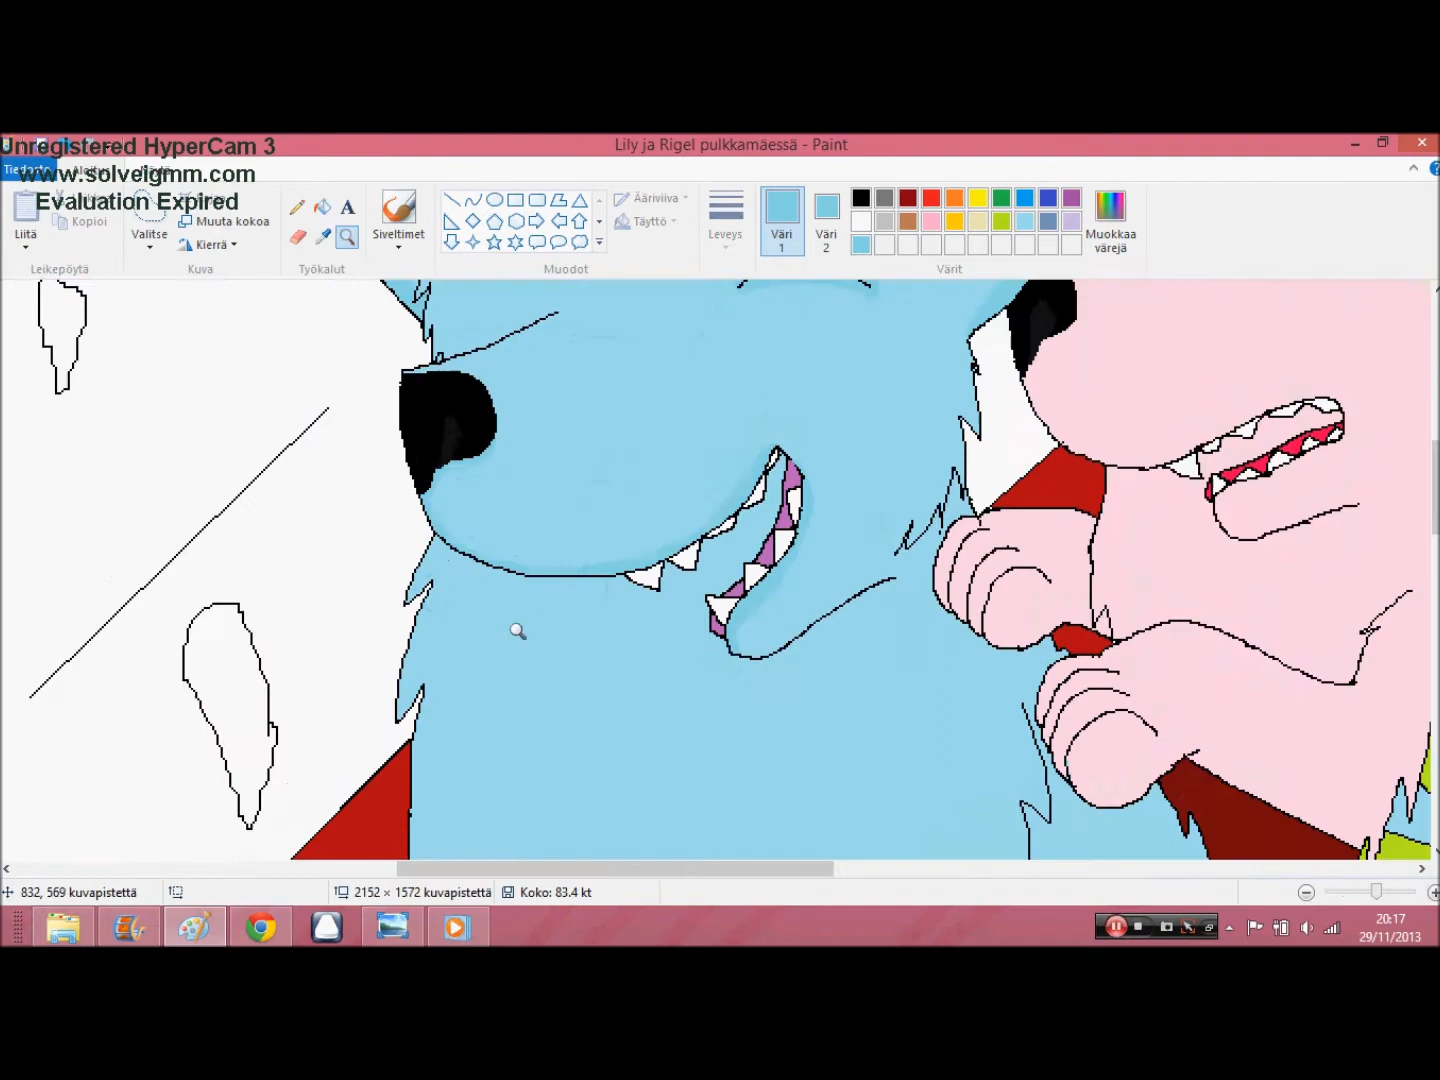 Unregistered HyperCam 3
www.solveigmm.com
Evaluation Expired
Lily ja Rigel pulkkamäessä - Paint
Tiedosto
Liitä
Kopioi
Leikepöytä
Valitse
Muuta kokoa
Kierrä
Kuva
A
Työkalut
Siveltimet
Ääriviiva
Täyttö
Muodot
Leveys
Väri 1
Väri 2
Värit
Muokkaa värejä
832, 569 kuvapistettä
2152 × 1572 kuvapistettä
Koko: 83.4 kt
20:17
29/11/2013